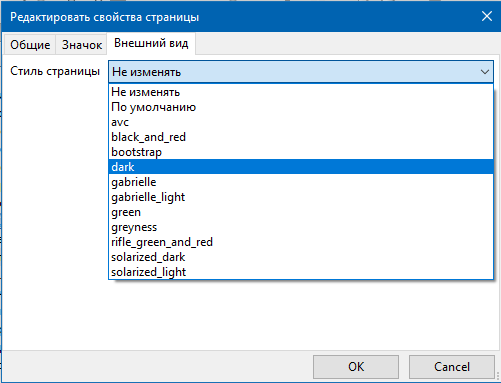 Редактировать свойства страницы
Общие Значок Внешний вид
Стиль страницы Не изменять
Не изменять
По умолчанию
avc
black_and_red
bootstrap
dark
gabrielle
gabrielle_light
green
greyness
rifle_green_and_red
solarized_dark
solarized_light
OK Cancel